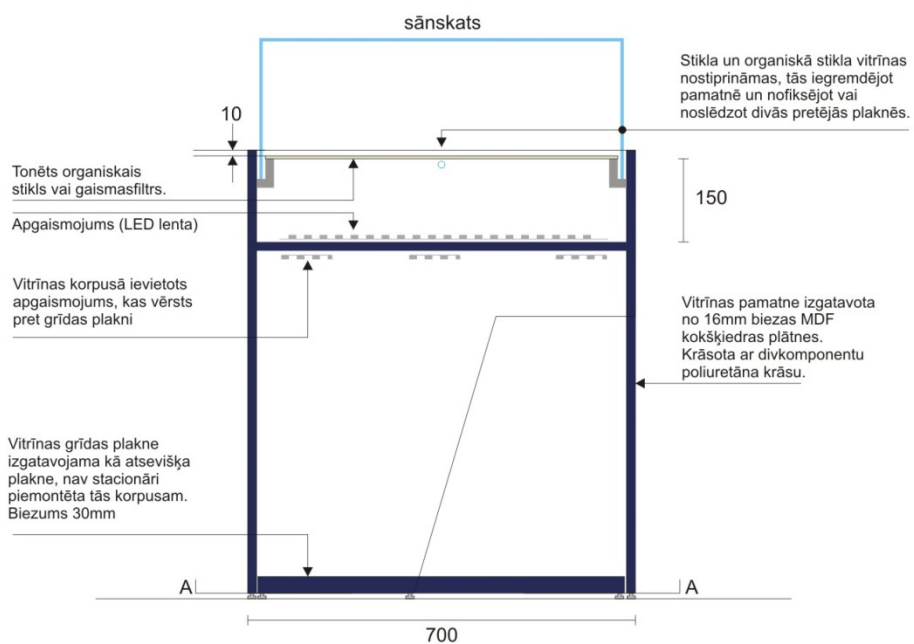 sānskats
Stikla un organiskā stikla vitrīnas
nostiprināmas, tās iegremdējot
pamatnē un nofiksējot vai
noslēdzot divās pretējās plaknēs.
10
Tonēts organiskais
stikls vai gaismasfiltrs.
150
Apgaismojums (LED lenta)
Vitrīnas korpusā ievietots
apgaismojums, kas vērsts
pret grīdas plakni
Vitrīnas pamatne izgatavota
no 16mm biezas MDF
kokšķiedras plātnes.
Krāsota ar divkomponentu
poliuretāna krāsu.
Vitrīnas grīdas plakne
izgatavojama kā atsevišķa
plakne, nav stacionāri
piemontēta tās korpusam.
Biezums 30mm
A
A
700